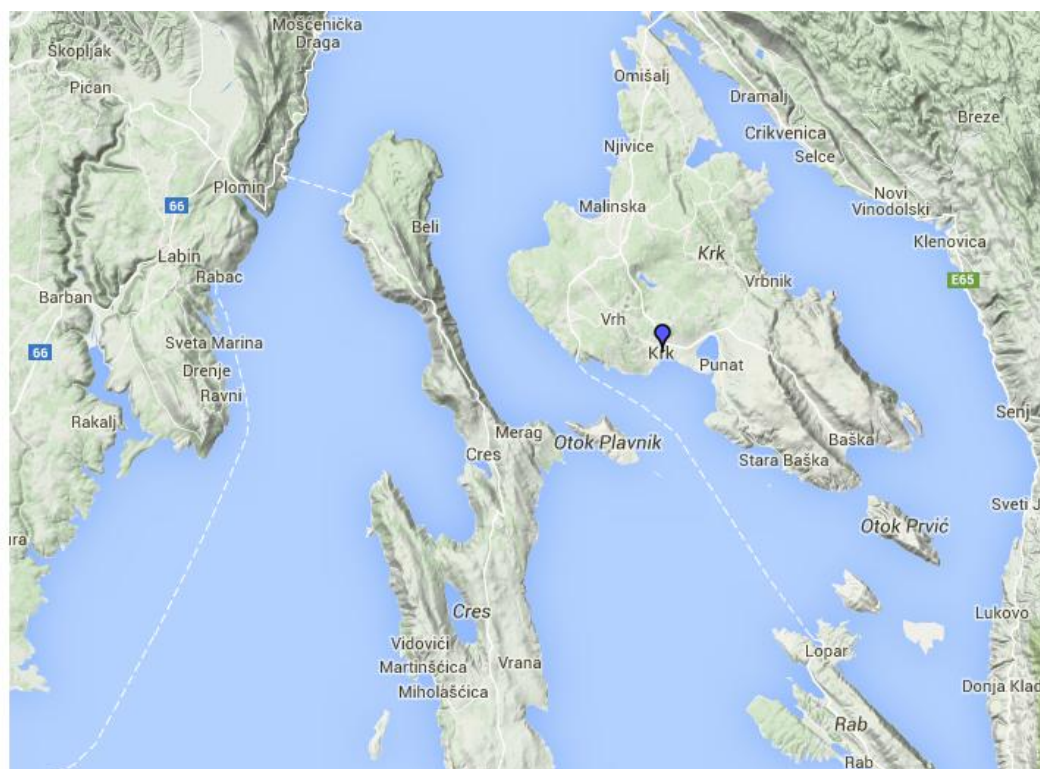 Mošćenička
Draga
Škopljak
Pićan
Omišalj
Dramalj
Breze
Crikvenica
Njivice
Selce
Plomin
66
Novi
Vinodolski
Malinska
Beli
Klenovica
Krk
Labin
Rabac
Vrbnik
E65
Barban
Vrh
Sveta Marina
66
Krk
Punat
Drenje
Ravni
Rakalj
Senj
Merag
Otok Plavnik
Baška
Cres
Stara Baška
Sveti J
Otok Prvić
ura
Cres
Lukovo
Vidovići
Lopar
Martinšćica
Vrana
Miholašćica
Donja Klad
Rab
Rab